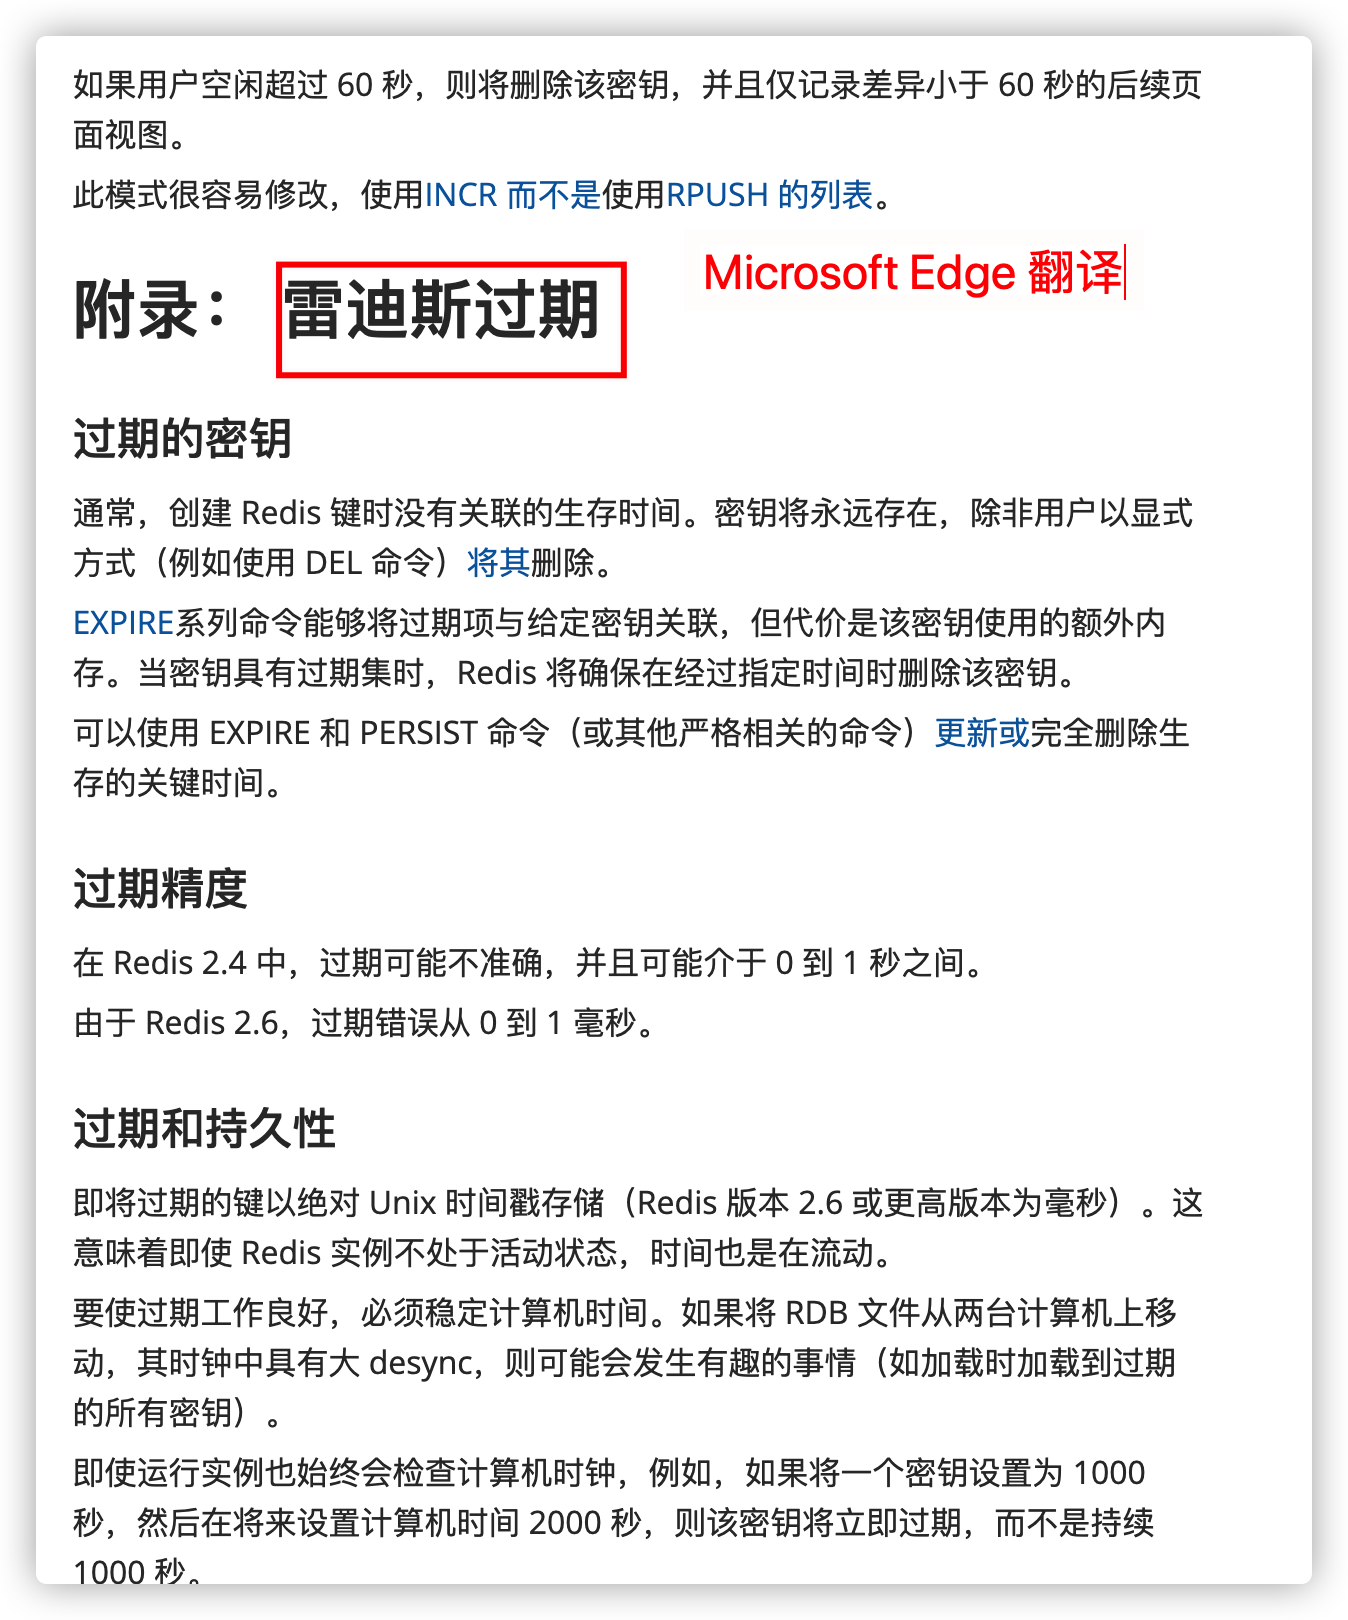 如果用户空闲超过 60 秒，则将删除该密钥，并且仅记录差异小于 60 秒的后续页
面视图。
此模式很容易修改，使用INCR 而不是使用RPUSH 的列表。
Microsoft Edge 翻译
附录： 雷迪斯过期
过期的密钥
通常，创建 Redis 键时没有关联的生存时间。密钥将永远存在，除非用户以显式
方式（例如使用 DEL 命令）将其删除。
EXPIRE系列命令能够将过期项与给定密钥关联，但代价是该密钥使用的额外内
存。当密钥具有过期集时，Redis 将确保在经过指定时间时删除该密钥。
可以使用 EXPIRE 和 PERSIST 命令（或其他严格相关的命令）更新或完全删除生
存的关键时间。
过期精度
在 Redis 2.4 中，过期可能不准确，并且可能介于 0 到 1 秒之间。
由于 Redis 2.6，过期错误从 0 到 1 毫秒。
过期和持久性
即将过期的键以绝对 Unix 时间戳存储（Redis 版本 2.6 或更高版本为毫秒）。这
意味着即使 Redis 实例不处于活动状态，时间也是在流动。
要使过期工作良好，必须稳定计算机时间。如果将 RDB 文件从两台计算机上移
动，其时钟中具有大 desync，则可能会发生有趣的事情（如加载时加载到过期
的所有密钥）。
即使运行实例也始终会检查计算机时钟，例如，如果将一个密钥设置为 1000
秒，然后在将来设置计算机时间 2000 秒，则该密钥将立即过期，而不是持续
1000 秒。